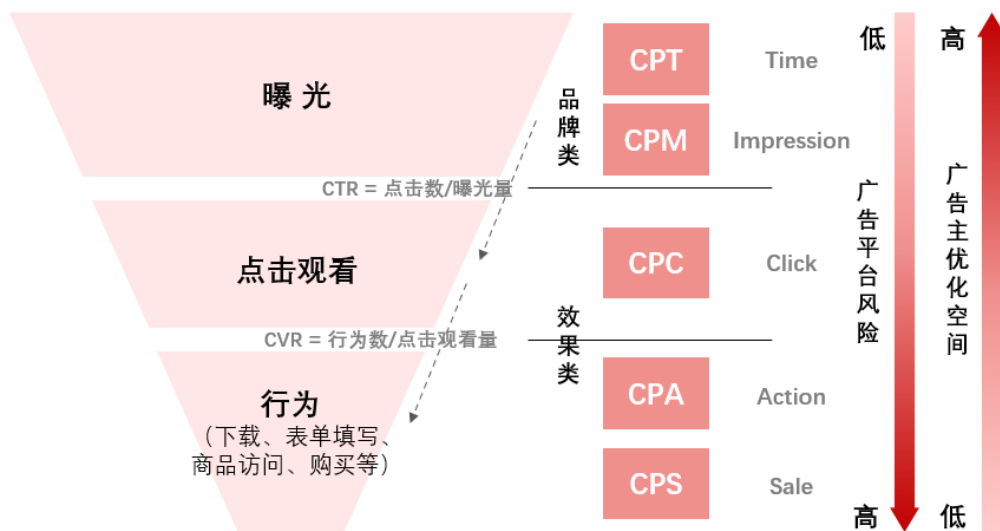 曝 光
CTR = 点击数/曝光量
点击观看
CVR = 行为数/点击观看量
行为
（下载、表单填写、
商品访问、购买等）
品牌类
效果类
CPT
Time
CPM
Impression
CPC
Click
CPA
Action
CPS
Sale
低
广告平台风险
高
高
广告主优化空间
低